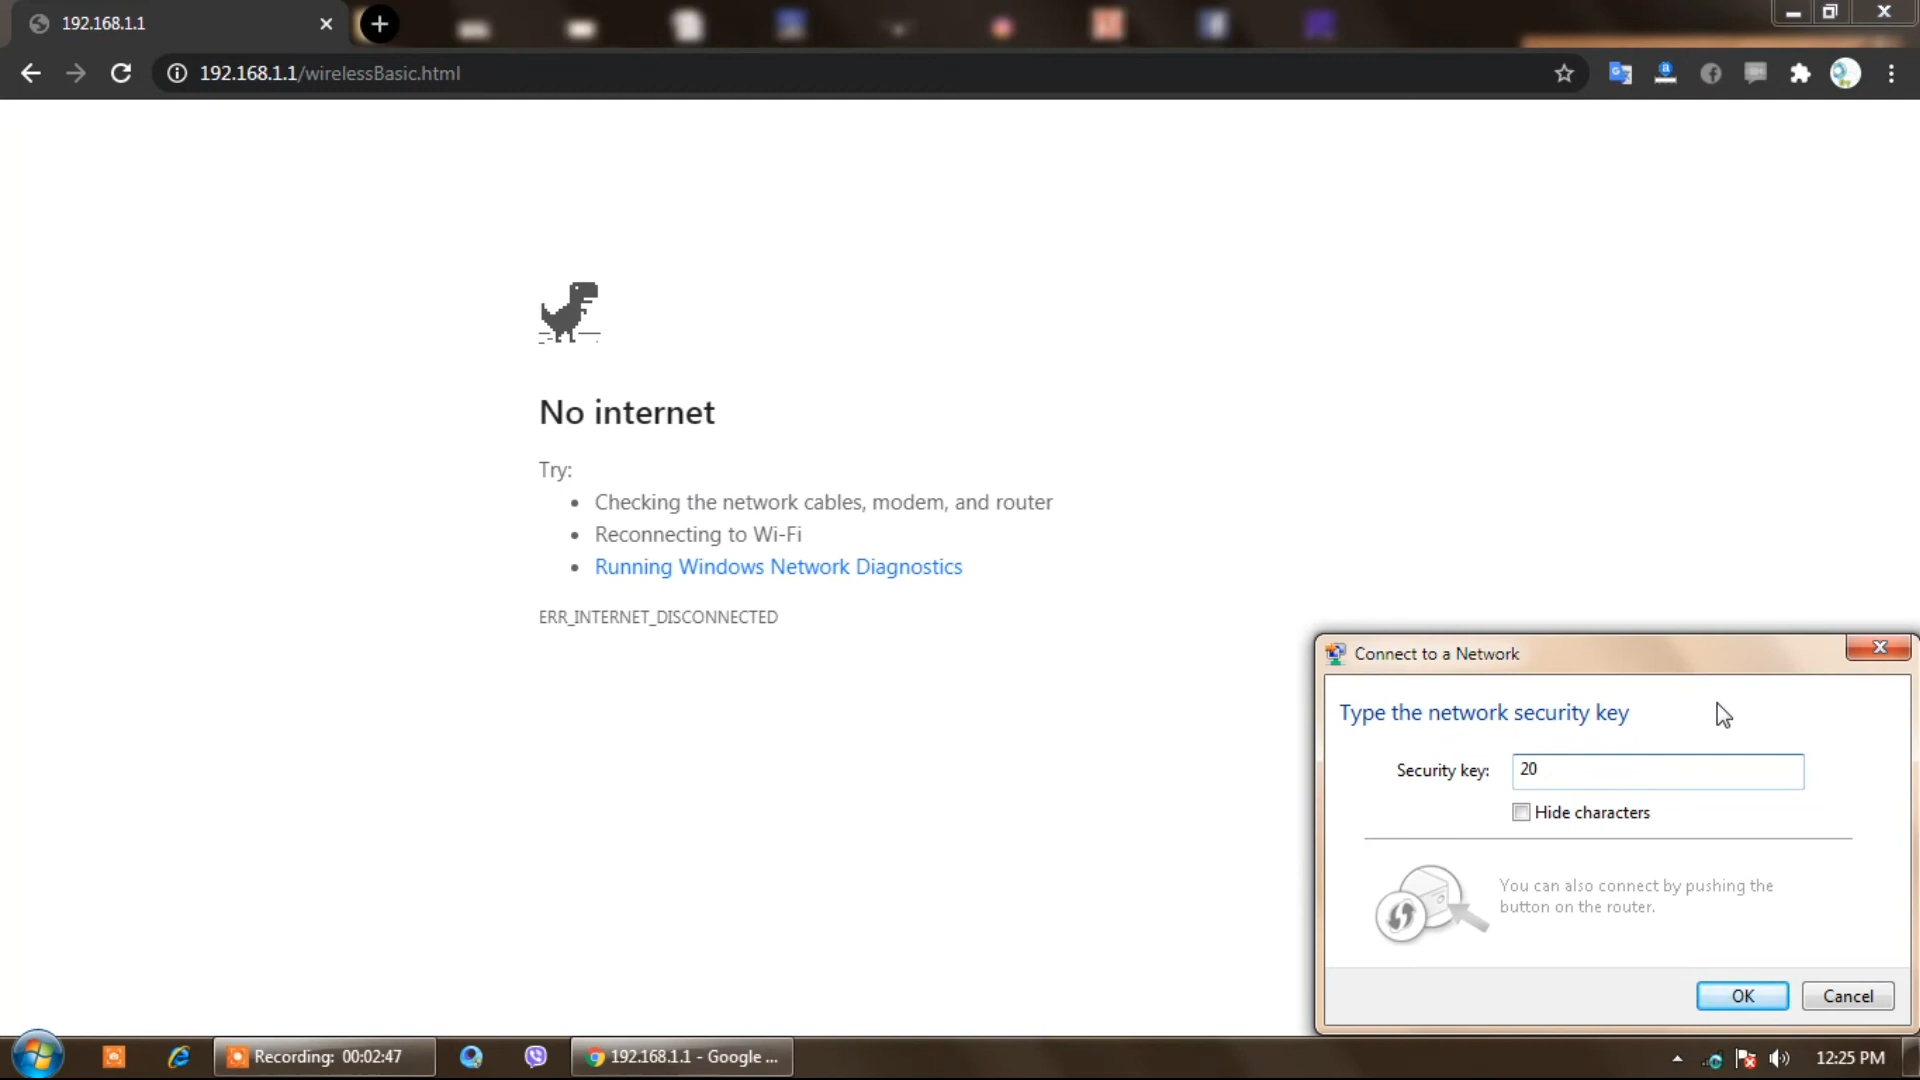 192.168.1.1
192.168.1.1/wirelessBasic.html
No internet
Try:
Checking the network cables, modem, and router
Reconnecting to Wi-Fi
Running Windows Network Diagnostics
ERR_INTERNET_DISCONNECTED
Connect to a Network
Type the network security key
Security key: 20
Hide characters
You can also connect by pushing the
button on the router.
OK Cancel
Recording: 00:02:47
192.168.1.1 - Google ...
12:25 PM